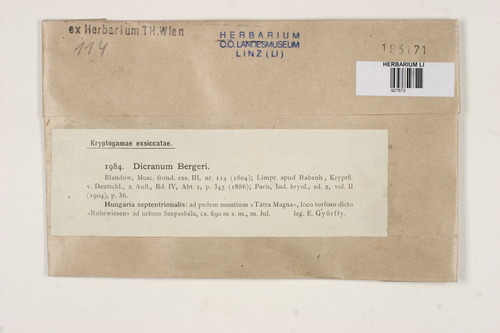 ex Herbarium TH. Wien
114
HERBARIUM
O.Ö. LANDESMUSEUM
LINZ (LI)
183171
HERBARIUM LI
927673
Kryptogamae exsiccatae.
1984. Dicranum Bergeri.
Blandow, Musc. frond. exs. III, nr. 114 (1804); Limpr. apud Rabenh., Kryptfl.
v. Deutschl., 2. Aufl., Bd. IV, Abt. 1, p. 345 (1886); Paris, Ind. bryol., ed. 2, vol. II
(1904), p. 36.
Hungaria septentrionalis: ad pedem montium «Tátra Magna», loco turfoso dicto
«Rohrwiesen» ad urbem Szepesbéla, ca. 690 m s. m., m. Jul. leg. E. Győrffy.